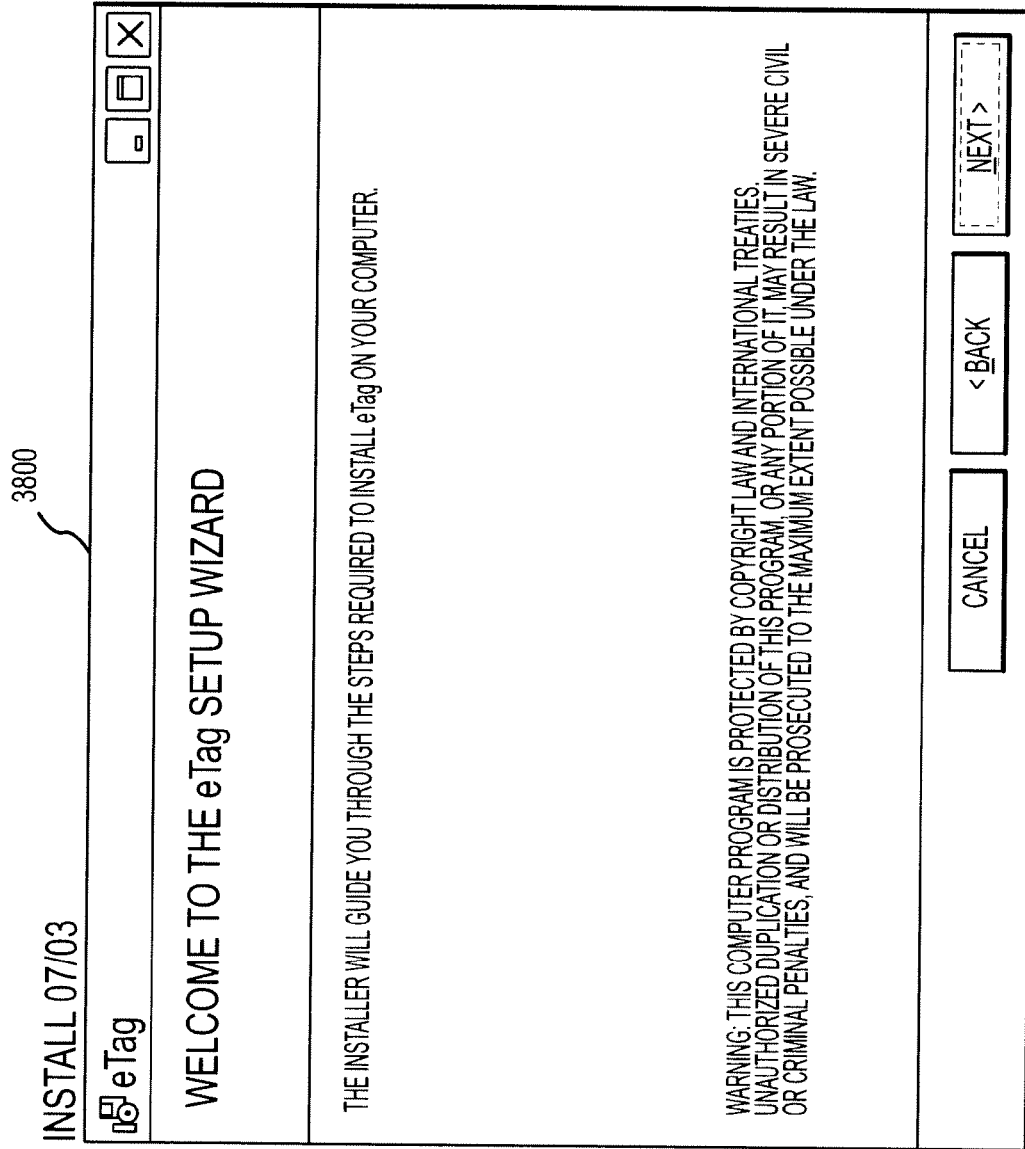 3800
INSTALL 07/03
eTag
WELCOME TO THE eTag SETUP WIZARD
THE INSTALLER WILL GUIDE YOU THROUGH THE STEPS REQUIRED TO INSTALL eTag ON YOUR COMPUTER.
WARNING: THIS COMPUTER PROGRAM IS PROTECTED BY COPYRIGHT LAW AND INTERNATIONAL TREATIES.
UNAUTHORIZED DUPLICATION OR DISTRIBUTION OF THIS PROGRAM, OR ANY PORTION OF IT, MAY RESULT IN SEVERE CIVIL
OR CRIMINAL PENALTIES, AND WILL BE PROSECUTED TO THE MAXIMUM EXTENT POSSIBLE UNDER THE LAW.
CANCEL
< BACK
NEXT >